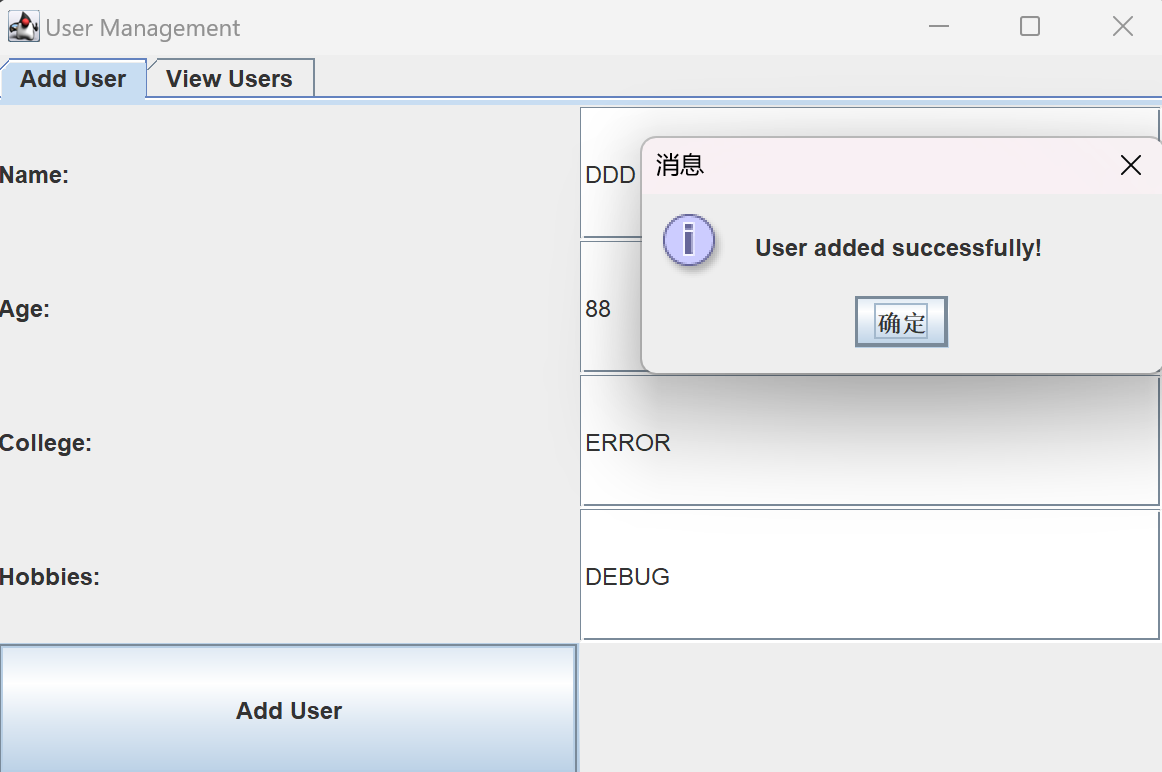 User Management
Add User
View Users
Name:
DDD
消息
User added successfully!
确定
Age:
88
College:
ERROR
Hobbies:
DEBUG
Add User